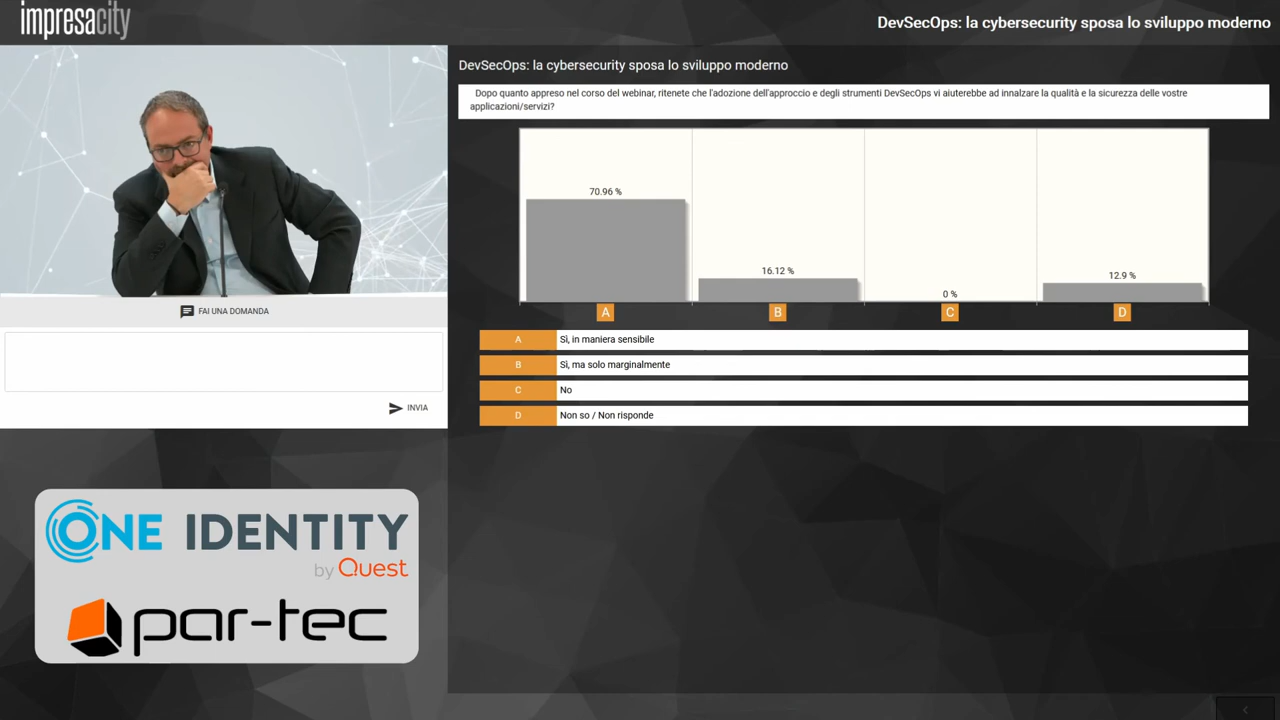 impresacity
DevSecOps: la cybersecurity sposa lo sviluppo moderno
DevSecOps: la cybersecurity sposa lo sviluppo moderno
Dopo quanto appreso nel corso del webinar, ritenete che l'adozione dell'approccio e degli strumenti DevSecOps vi aiuterebbe ad innalzare la qualità e la sicurezza delle vostre
applicazioni/servizi?
70.96 %
16.12 %
0 %
12.9 %
A
B
C
D
A Sì, in maniera sensibile
B Sì, ma solo marginalmente
C No
D Non so / Non risponde
FAI UNA DOMANDA
INVIA
ONE IDENTITY
by Quest
par-tec